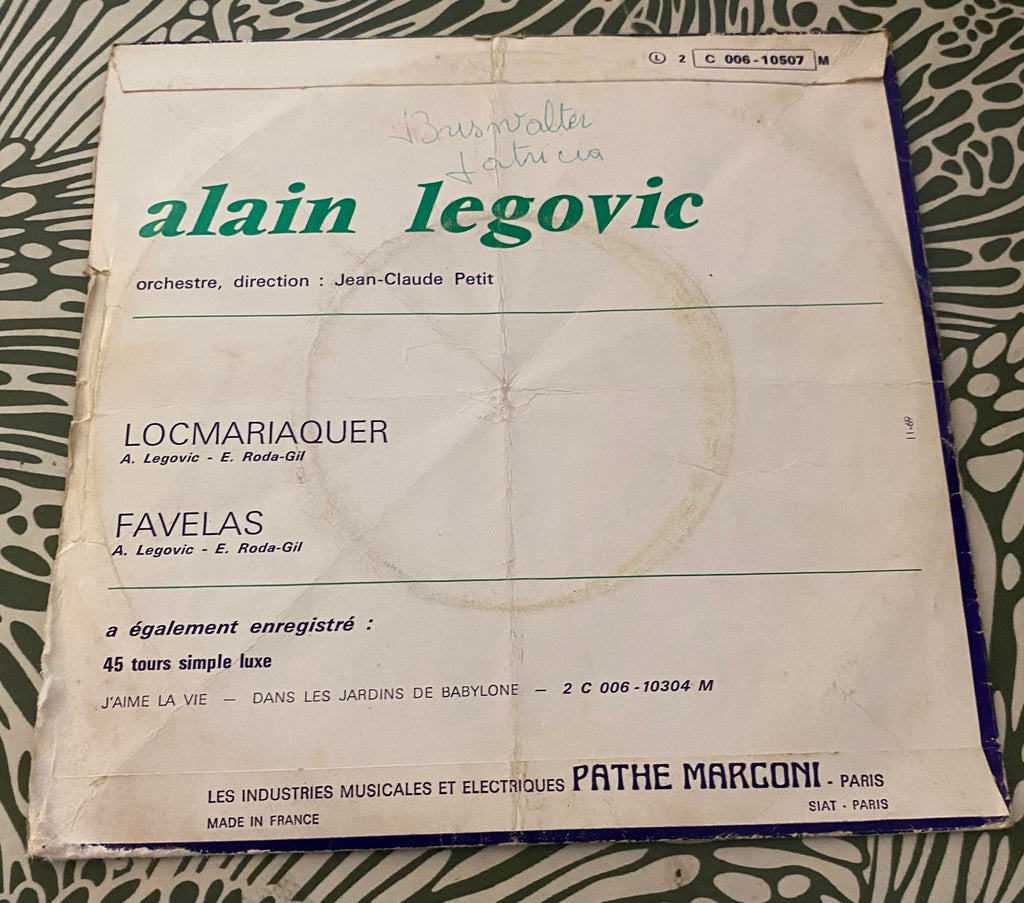 Ⓛ 2 C 006-10507 M
Patricia
alain legovic
orchestre, direction : Jean-Claude Petit
LOCMARIAQUER
A. Legovic - E. Roda-Gil
11-69
FAVELAS
A. Legovic - E. Roda-Gil
a également enregistré :
45 tours simple luxe
J'AIME LA VIE — DANS LES JARDINS DE BABYLONE — 2 C 006-10304 M
LES INDUSTRIES MUSICALES ET ELECTRIQUES PATHE MARCONI - PARIS
MADE IN FRANCE
SIAT - PARIS